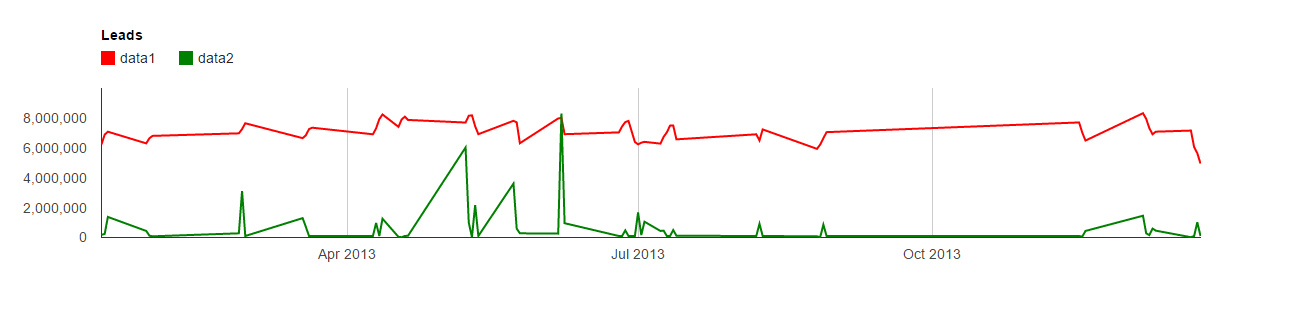 Leads
data1 data2
8,000,000
6,000,000
4,000,000
2,000,000
0
Apr 2013 Jul 2013 Oct 2013